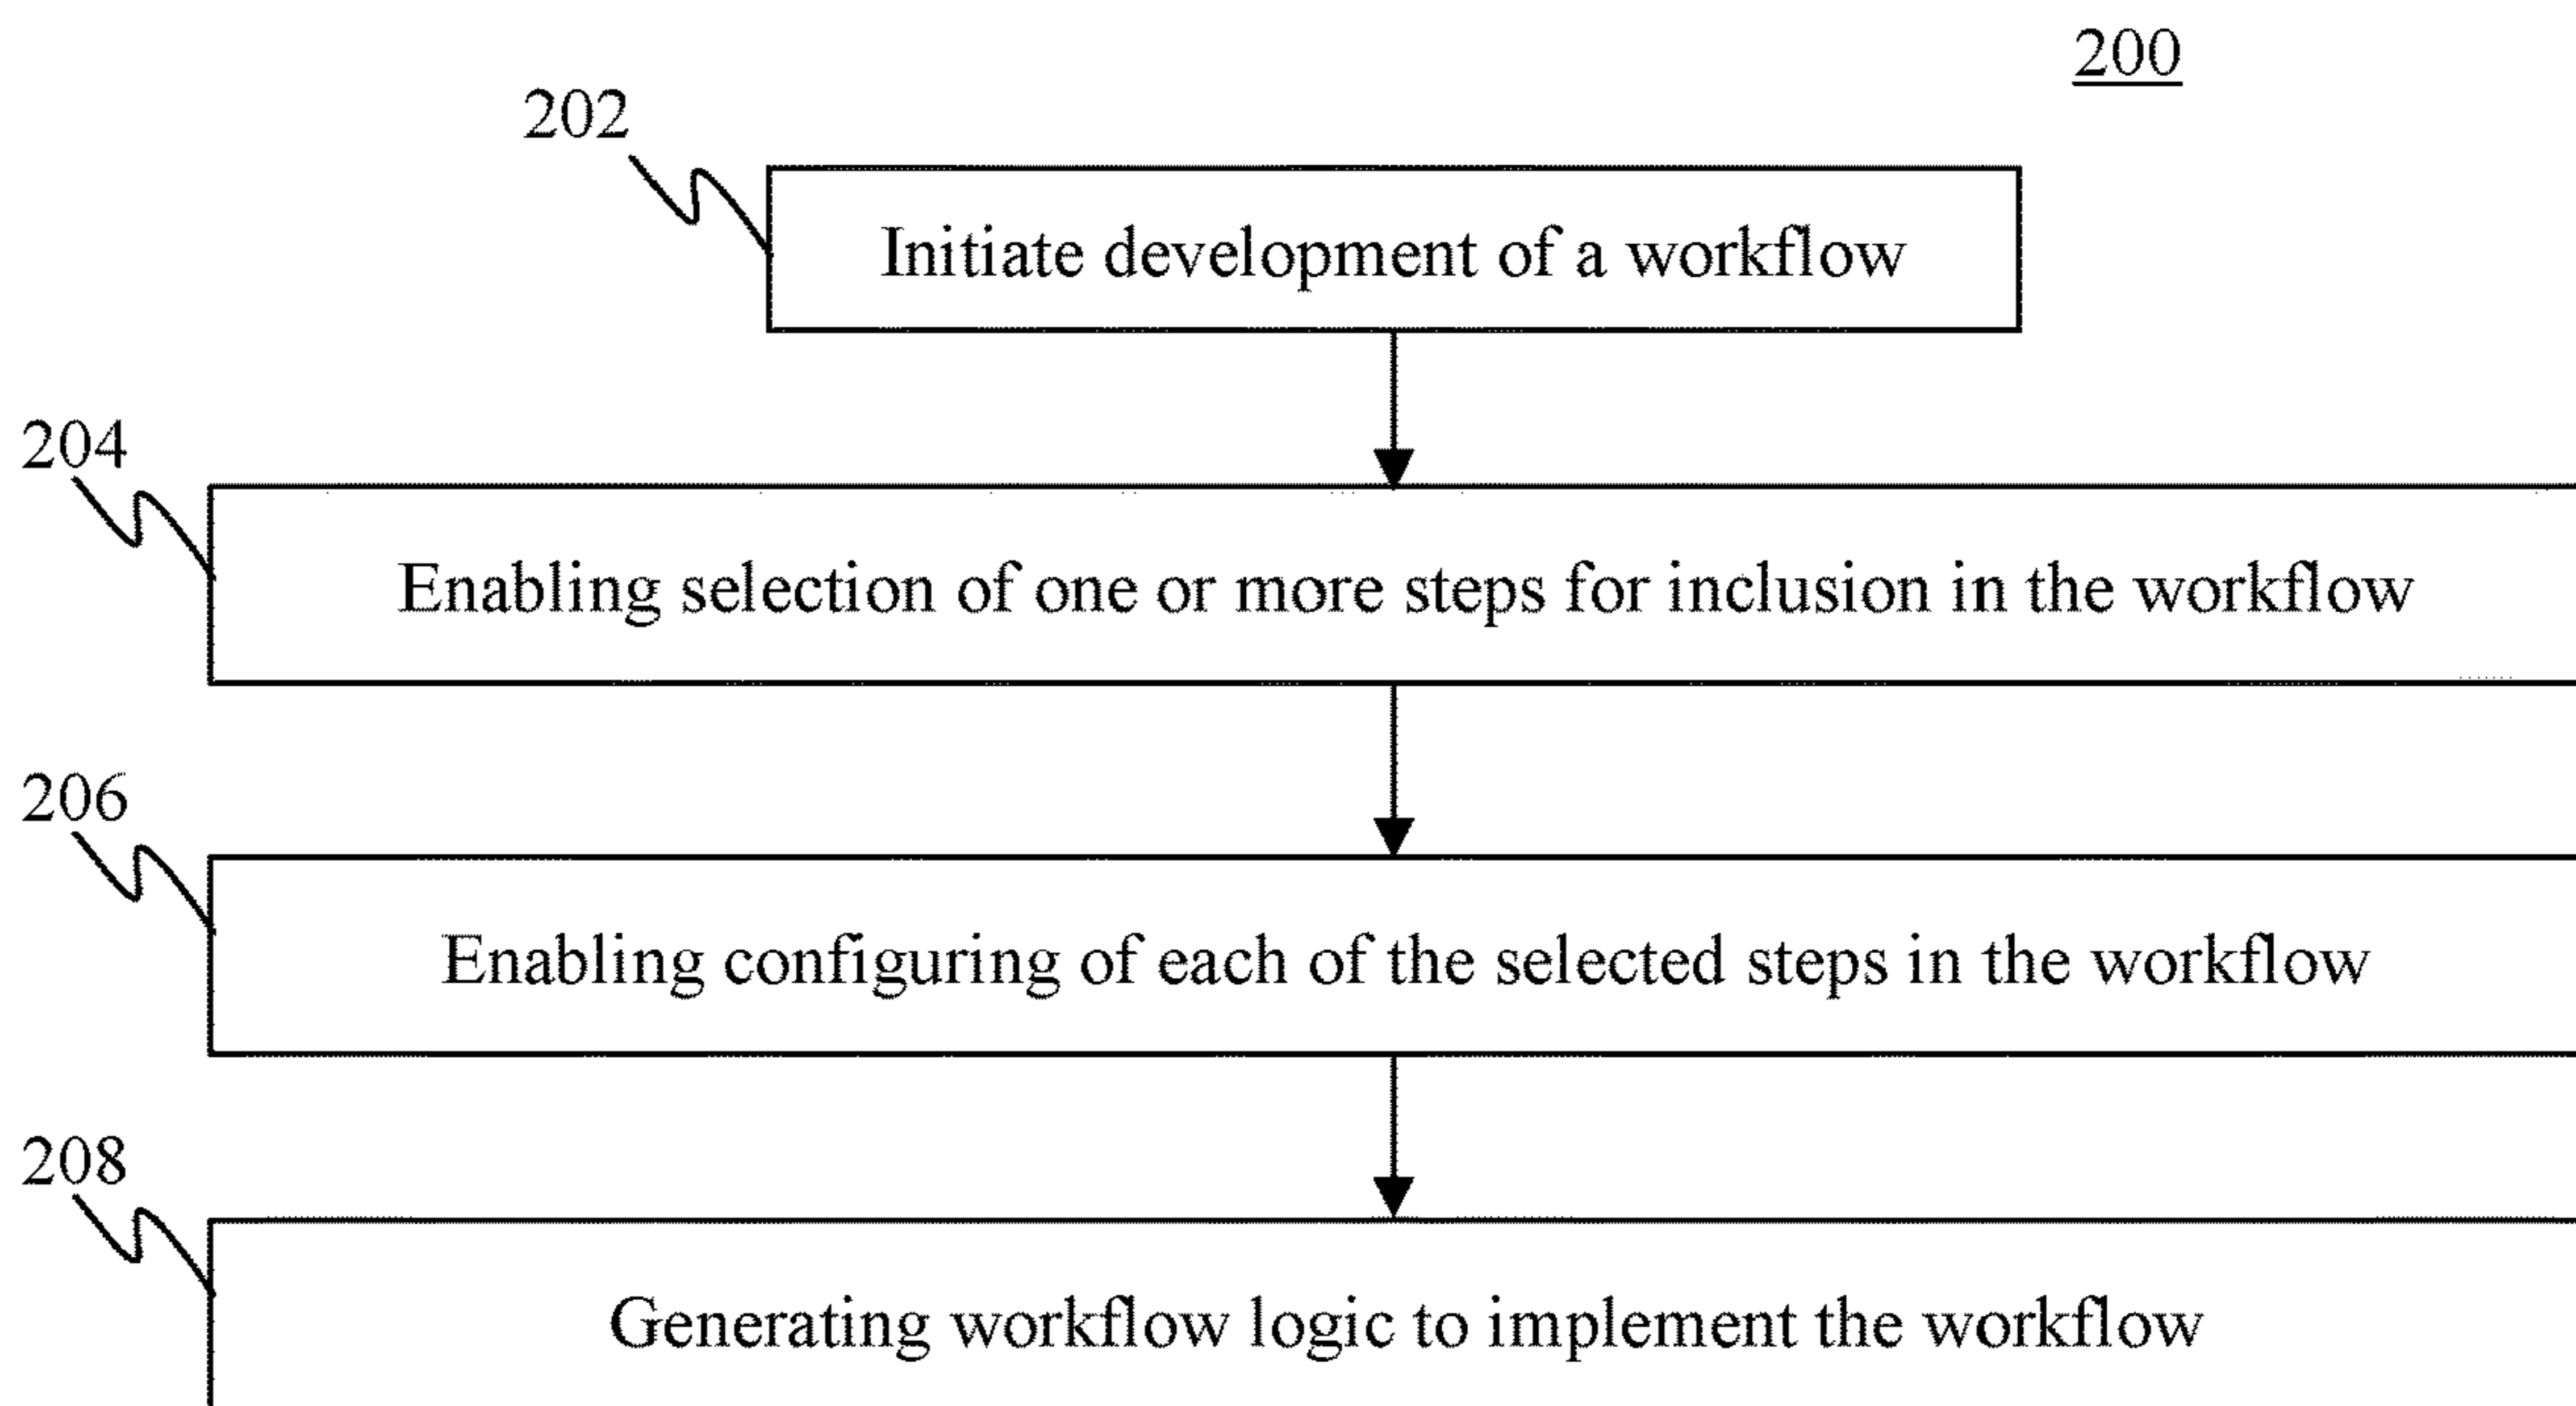 200
202
Initiate development of a workflow
204
Enabling selection of one or more steps for inclusion in the workflow
206
Enabling configuring of each of the selected steps in the workflow
208
Generating workflow logic to implement the workflow